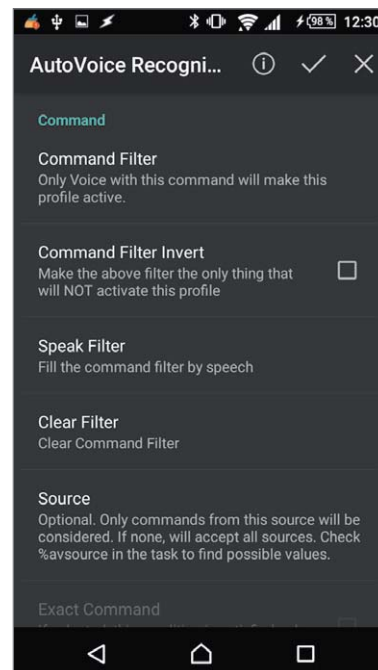 98% 12:30
AutoVoice Recogni...
Command
Command Filter
Only Voice with this command will make this
profile active.
Command Filter Invert
Make the above filter the only thing that
will NOT activate this profile
Speak Filter
Fill the command filter by speech
Clear Filter
Clear Command Filter
Source
Optional. Only commands from this source will be
considered. If none, will accept all sources. Check
%avsource in the task to find possible values.
Exact Command